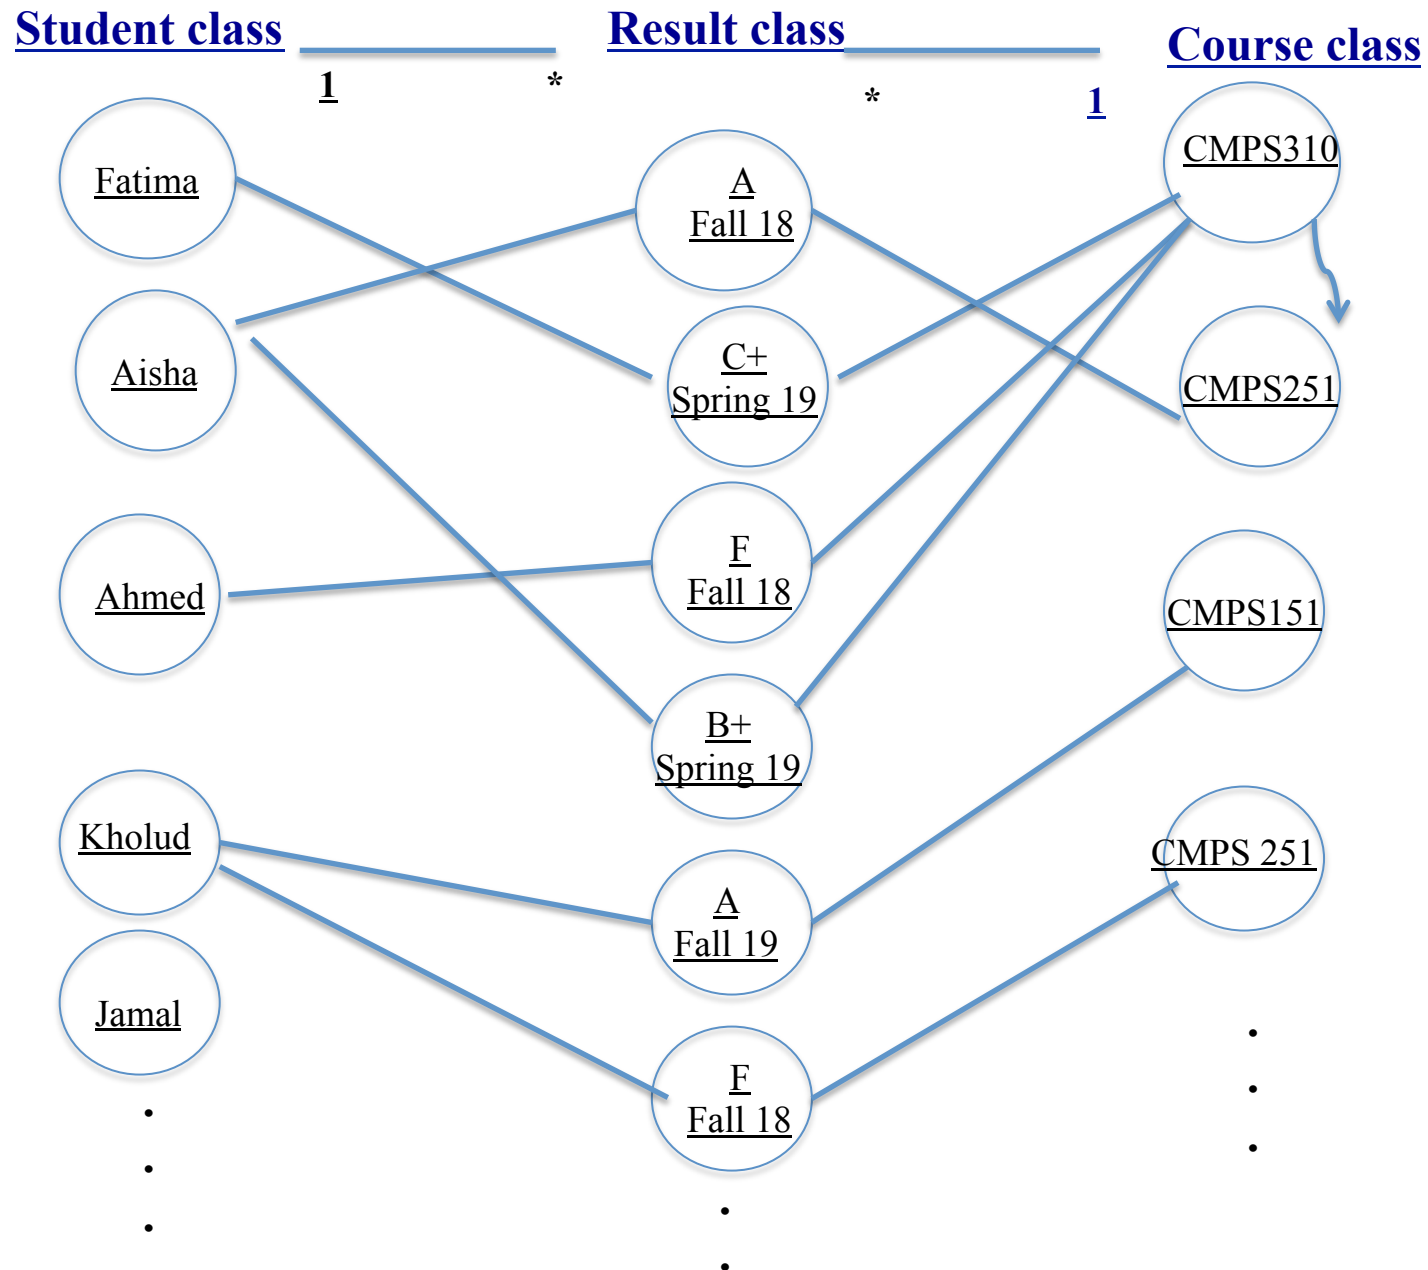 Student class
Result class
Course class
1
*
*
1
Fatima
Aisha
Ahmed
Kholud
Jamal
.
.
.
A
Fall 18
C+
Spring 19
F
Fall 18
B+
Spring 19
A
Fall 19
F
Fall 18
.
.
CMPS310
CMPS251
CMPS151
CMPS 251
.
.
.